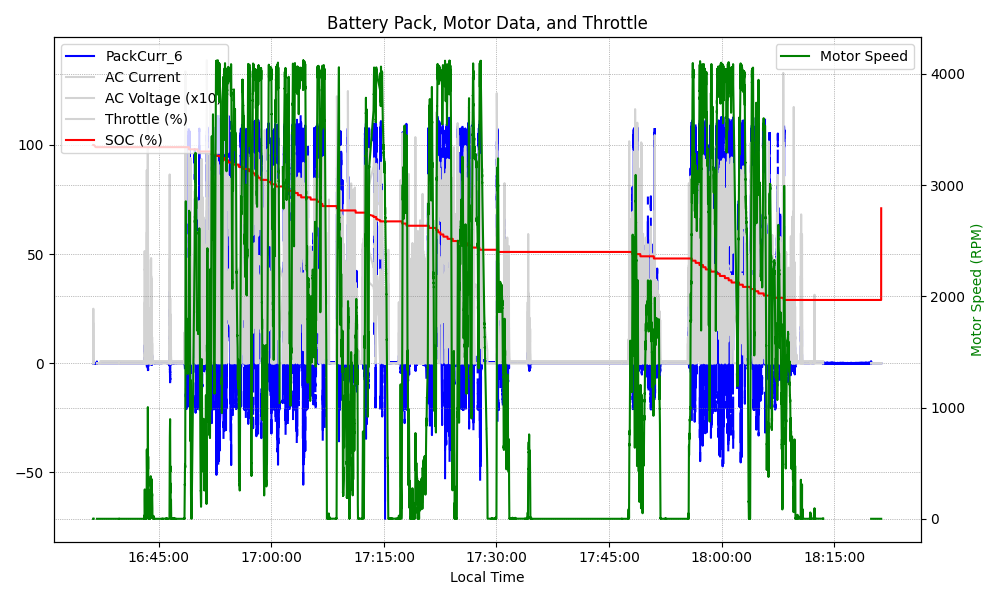 Battery Pack, Motor Data, and Throttle
PackCurr_6
AC Current
AC Voltage (x10)
Throttle (%)
SOC (%)
Motor Speed
100
50
0
−50
4000
3000
2000
1000
0
Motor Speed (RPM)
16:45:00
17:00:00
17:15:00
17:30:00
17:45:00
18:00:00
18:15:00
Local Time